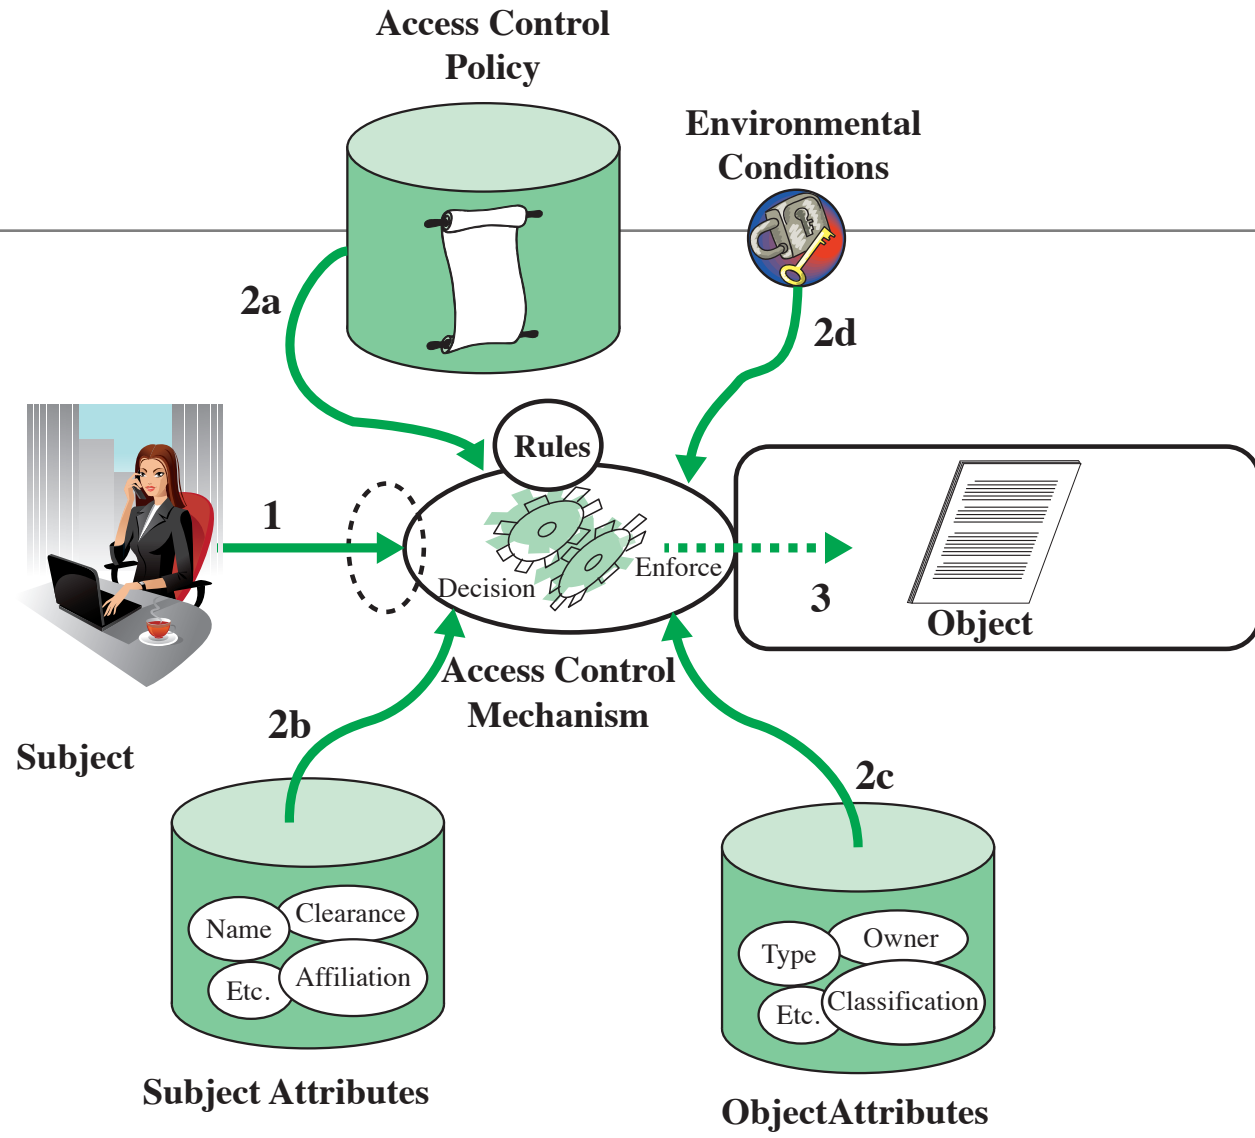 Access Control
Policy
Environmental
Conditions
2a
2d
Rules
1
Decision
Enforce
3
Object
Access Control
Mechanism
Subject
2b
2c
Name
Clearance
Etc.
Affiliation
Type
Owner
Etc.
Classification
Subject Attributes
ObjectAttributes